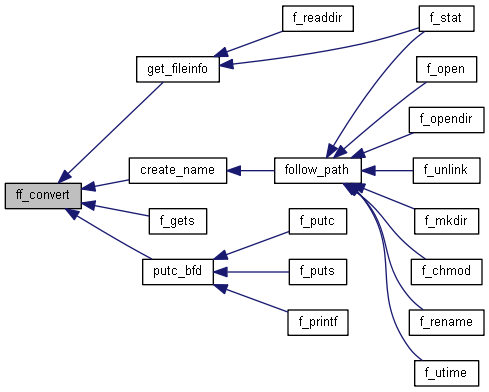 f_readdir
f_stat
get_fileinfo
f_open
f_opendir
create_name
follow_path
f_unlink
ff_convert
f_gets
f_mkdir
f_putc
putc_bfd
f_puts
f_chmod
f_printf
f_rename
f_utime